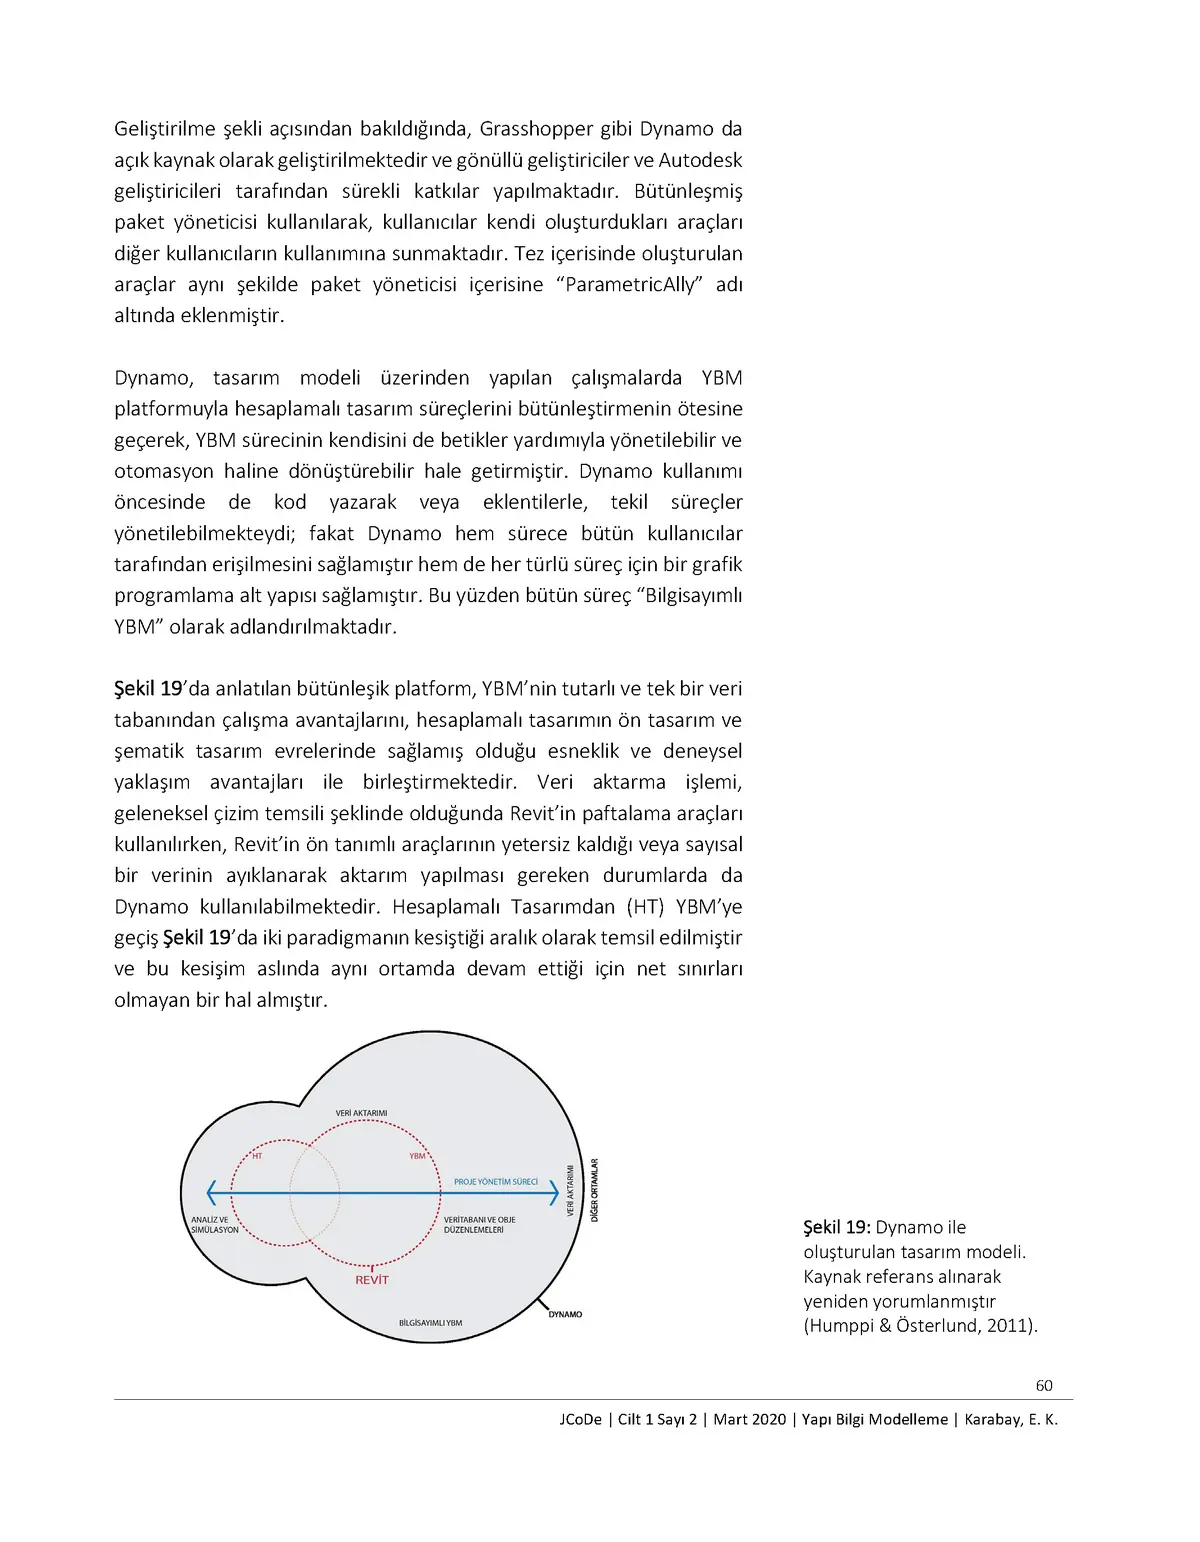 Geliştirilme şekli açısından bakıldığında, Grasshopper gibi Dynamo da
açık kaynak olarak geliştirilmektedir ve gönüllü geliştiriciler ve Autodesk
geliştiricileri tarafından sürekli katkılar yapılmaktadır. Bütünleşmiş
paket yöneticisi kullanılarak, kullanıcılar kendi oluşturdukları araçları
diğer kullanıcıların kullanımına sunmaktadır. Tez içerisinde oluşturulan
araçlar aynı şekilde paket yöneticisi içerisine “ParametricAlly” adı
altında eklenmiştir.
Dynamo, tasarım modeli üzerinden yapılan çalışmalarda YBM
platformuyla hesaplamalı tasarım süreçlerini bütünleştirmenin ötesine
geçerek, YBM sürecinin kendisini de betikler yardımıyla yönetilebilir ve
otomasyon haline dönüştürebilir hale getirmiştir. Dynamo kullanımı
öncesinde de kod yazarak veya eklentilerle, tekil süreçler
yönetilebilmekteydi; fakat Dynamo hem sürece bütün kullanıcılar
tarafından erişilmesini sağlamıştır hem de her türlü süreç için bir grafik
programlama alt yapısı sağlamıştır. Bu yüzden bütün süreç “Bilgisayımlı
YBM” olarak adlandırılmaktadır.
Şekil 19’da anlatılan bütünleşik platform, YBM’nin tutarlı ve tek bir veri
tabanından çalışma avantajlarını, hesaplamalı tasarımın ön tasarım ve
şematik tasarım evrelerinde sağlamış olduğu esneklik ve deneysel
yaklaşım avantajları ile birleştirmektedir. Veri aktarma işlemi,
geleneksel çizim temsili şeklinde olduğunda Revit’in paftalama araçları
kullanılırken, Revit’in ön tanımlı araçlarının yetersiz kaldığı veya sayısal
bir verinin ayıklanarak aktarım yapılması gereken durumlarda da
Dynamo kullanılabilmektedir. Hesaplamalı Tasarımdan (HT) YBM’ye
geçiş Şekil 19’da iki paradigmanın kesiştiği aralık olarak temsil edilmiştir
ve bu kesişim aslında aynı ortamda devam ettiği için net sınırları
olmayan bir hal almıştır.
VERİ AKTARIMI
HT
YBM
PROJE YÖNETİM SÜRECİ
VERİ AKTARIMI
DİĞER ORTAMLAR
ANALİZ VE
SİMÜLASYON
VERİTABANI VE OBJE
DÜZENLEMELERİ
REVİT
DYNAMO
BİLGİSAYIMLI YBM
Şekil 19: Dynamo ile
oluşturulan tasarım modeli.
Kaynak referans alınarak
yeniden yorumlanmıştır
(Humppi & Österlund, 2011).
60
JCoDe | Cilt 1 Sayı 2 | Mart 2020 | Yapı Bilgi Modelleme | Karabay, E. K.